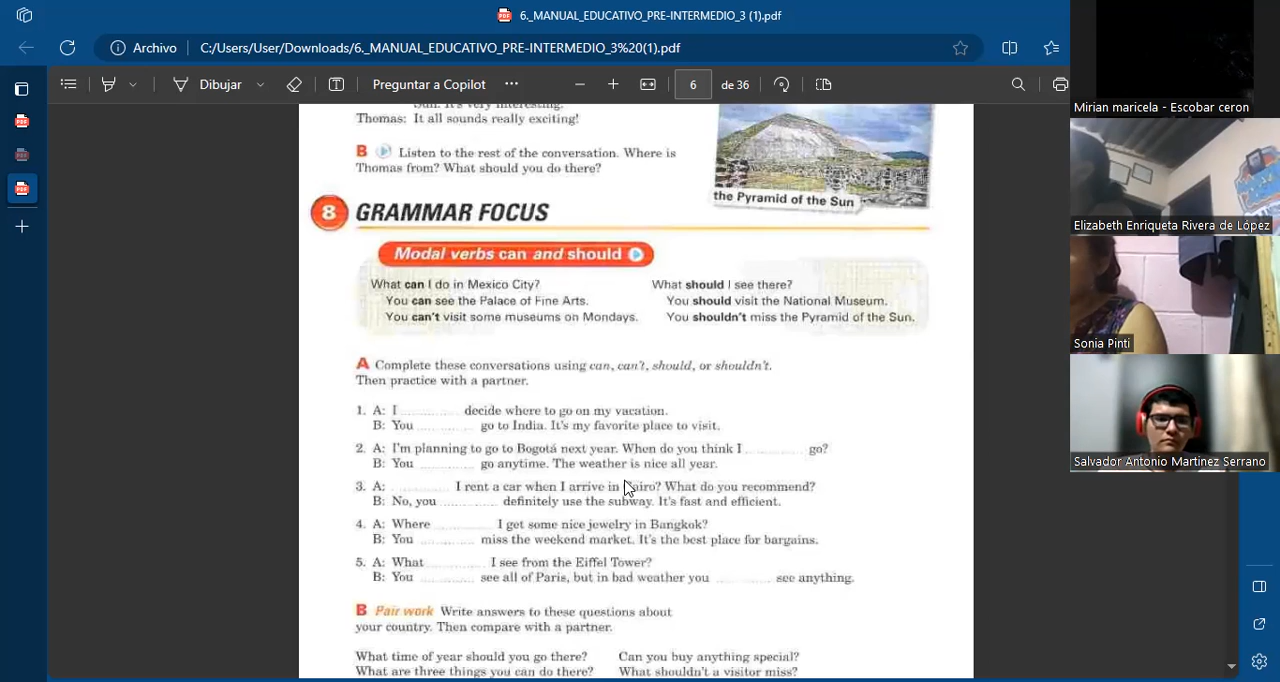 6._MANUAL_EDUCATIVO_PRE-INTERMEDIO_3 (1).pdf
Archivo C:/Users/User/Downloads/6._MANUAL_EDUCATIVO_PRE-INTERMEDIO_3%20(1).pdf
Dibujar Preguntar a Copilot 6 de 36
Sun. It's very interesting.
Thomas: It all sounds really exciting!
B Listen to the rest of the conversation. Where is
Thomas from? What should you do there?
the Pyramid of the Sun
8 GRAMMAR FOCUS
Modal verbs can and should
What can I do in Mexico City? What should I see there?
You can see the Palace of Fine Arts. You should visit the National Museum.
You can't visit some museums on Mondays. You shouldn't miss the Pyramid of the Sun.
A Complete these conversations using can, can't, should, or shouldn't.
Then practice with a partner.
1. A: I ............ decide where to go on my vacation.
B: You ............ go to India. It's my favorite place to visit.
2. A: I'm planning to go to Bogotá next year. When do you think I ............ go?
B: You ............ go anytime. The weather is nice all year.
3. A: ............ I rent a car when I arrive in Cairo? What do you recommend?
B: No, you ............ definitely use the subway. It's fast and efficient.
4. A: Where ............ I get some nice jewelry in Bangkok?
B: You ............ miss the weekend market. It's the best place for bargains.
5. A: What ............ I see from the Eiffel Tower?
B: You ............ see all of Paris, but in bad weather you ............ see anything.
B Pair work Write answers to these questions about
your country. Then compare with a partner.
What time of year should you go there? Can you buy anything special?
What are three things you can do there? What shouldn't a visitor miss?
Mirian maricela - Escobar ceron
Elizabeth Enriqueta Rivera de López
Sonia Pinti
Salvador Antonio Martinez Serrano